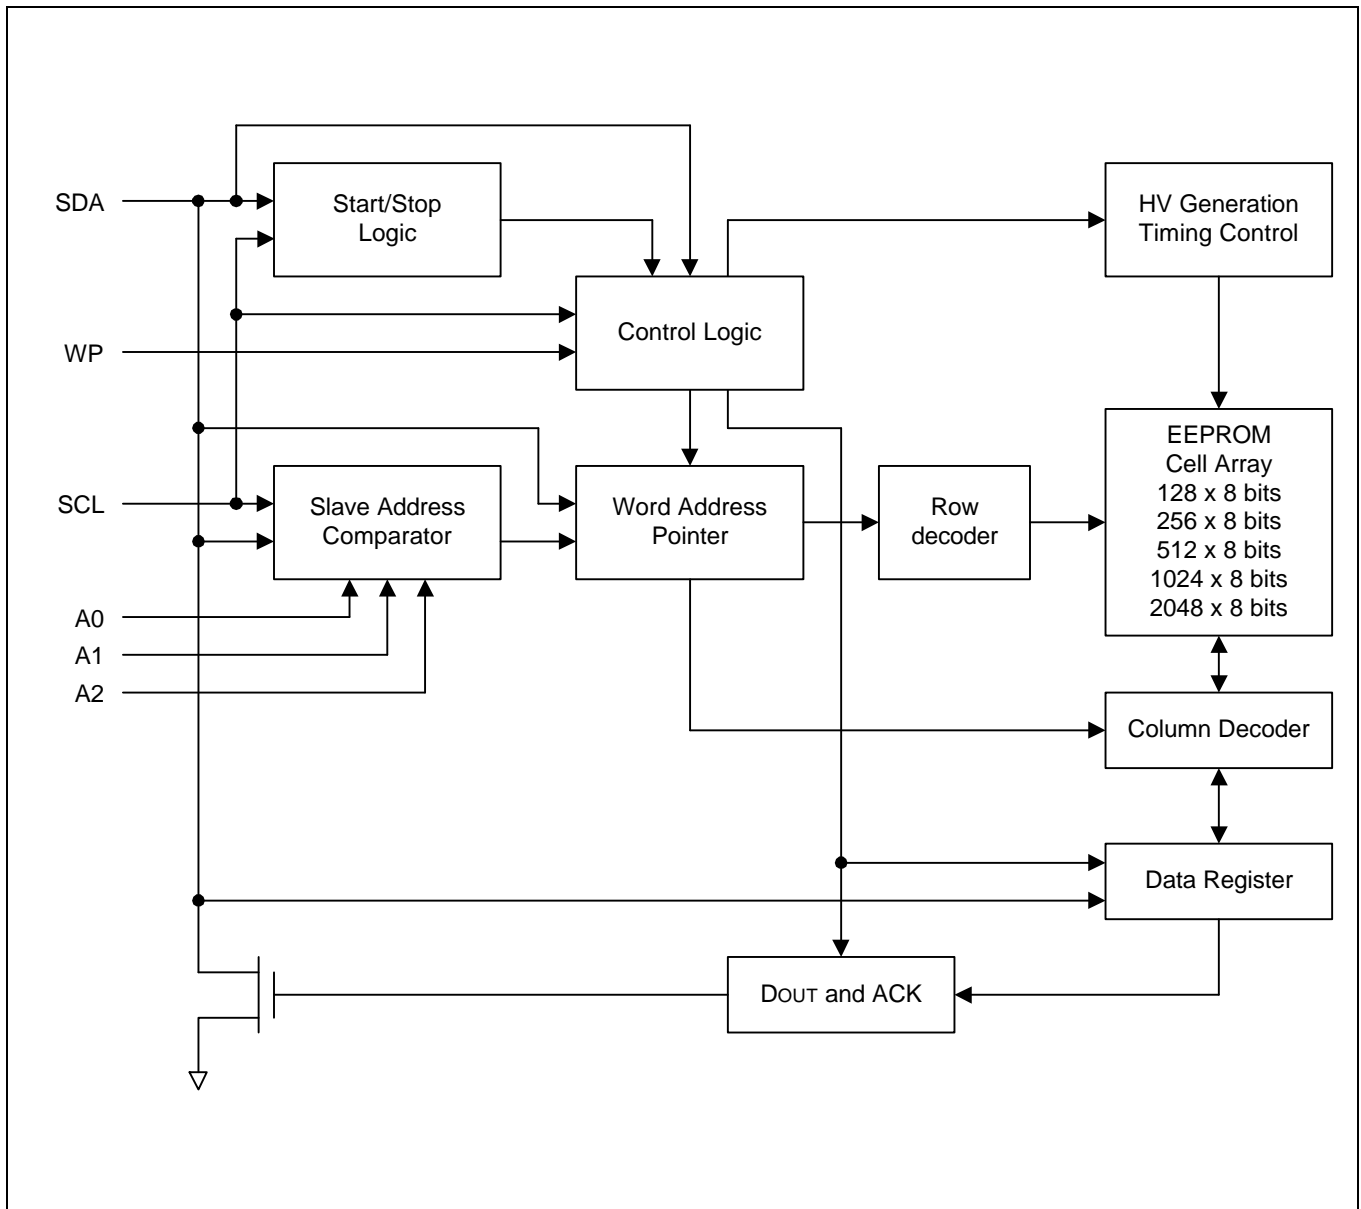 SDA
Start/Stop
Logic
HV Generation
Timing Control
WP
Control Logic
SCL
Slave Address
Comparator
Word Address
Pointer
Row
decoder
EEPROM
Cell Array
128 x 8 bits
256 x 8 bits
512 x 8 bits
1024 x 8 bits
2048 x 8 bits
A0
A1
A2
Column Decoder
Data Register
DOUT and ACK